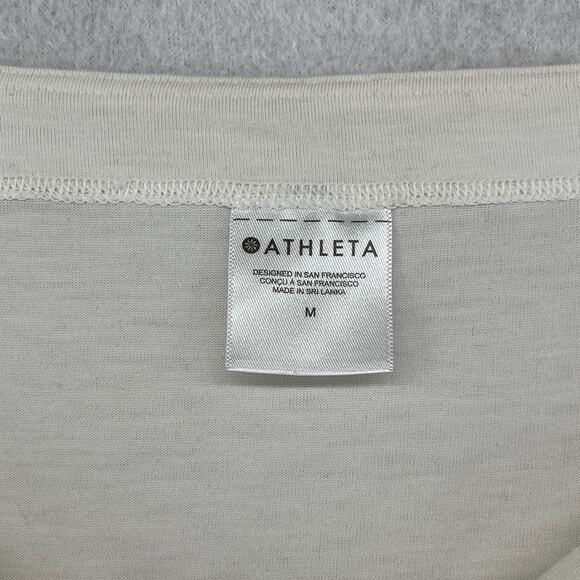 ATHLETA
DESIGNED IN SAN FRANCISCO
CONÇU À SAN FRANCISCO
MADE IN SRI LANKA
M